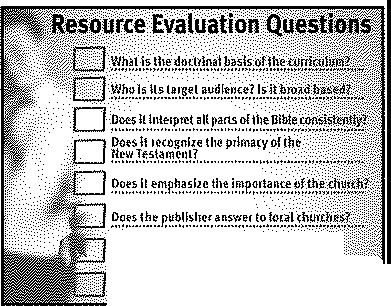 Resource Evaluation Questions
What is the doctrinal basis of the curriculum?
Who is its target audience? Is it broad based?
Does it interpret all parts of the Bible consistently?
Does it recognize the primacy of the
New Testament?
Does it emphasize the importance of the church?
Does the publisher answer to local churches?